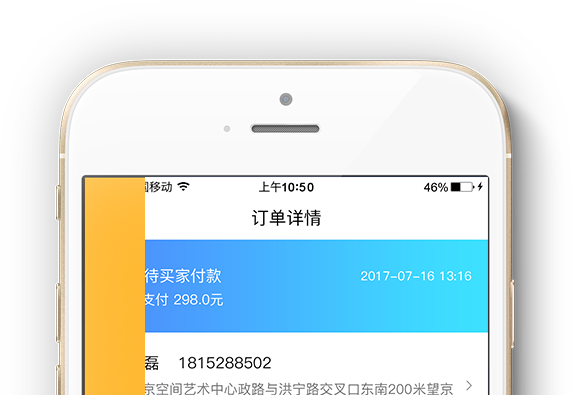 国移动 上午10:50 46%
订单详情
待买家付款 2017-07-16 13:16
支付 298.0元
磊 1815288502
京空间艺术中心政路与洪宁路交叉口东南200米望京